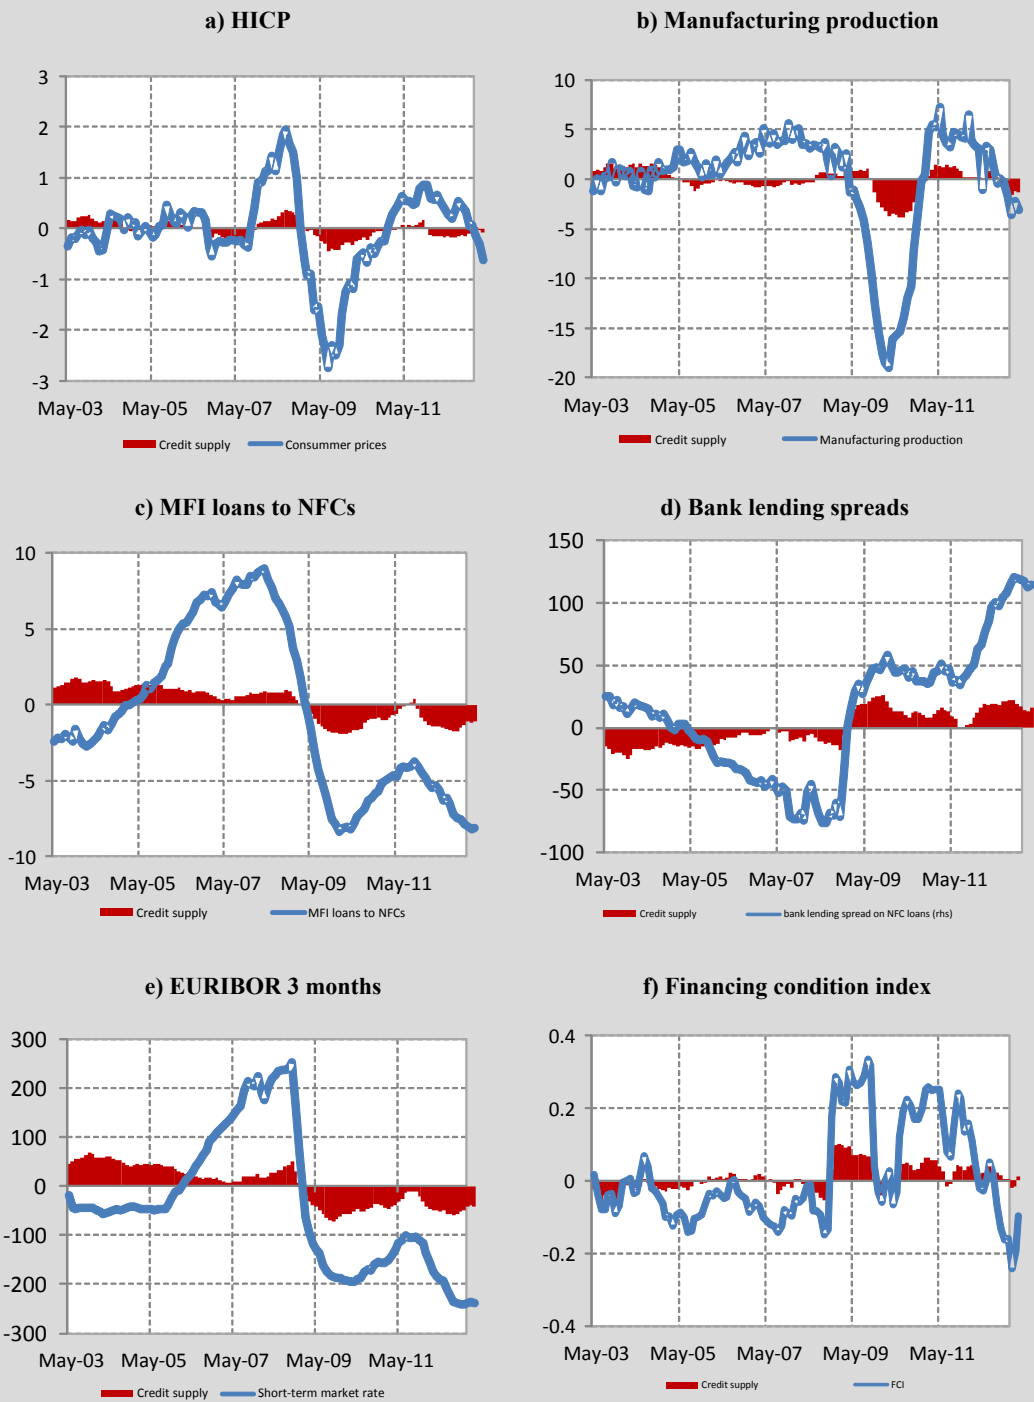 a) HICP
3
2
1
0
-1
-2
-3
May-03 May-05 May-07 May-09 May-11
Credit supply Consummer prices
b) Manufacturing production
10
5
0
-5
-10
-15
-20
May-03 May-05 May-07 May-09 May-11
Credit supply Manufacturing production
c) MFI loans to NFCs
10
5
0
-5
-10
May-03 May-05 May-07 May-09 May-11
Credit supply MFI loans to NFCs
d) Bank lending spreads
150
100
50
0
-50
-100
May-03 May-05 May-07 May-09 May-11
Credit supply bank lending spread on NFC loans (rhs)
e) EURIBOR 3 months
300
200
100
0
-100
-200
-300
May-03 May-05 May-07 May-09 May-11
Credit supply Short-term market rate
f) Financing condition index
0.4
0.2
0
-0.2
-0.4
May-03 May-05 May-07 May-09 May-11
Credit supply FCI